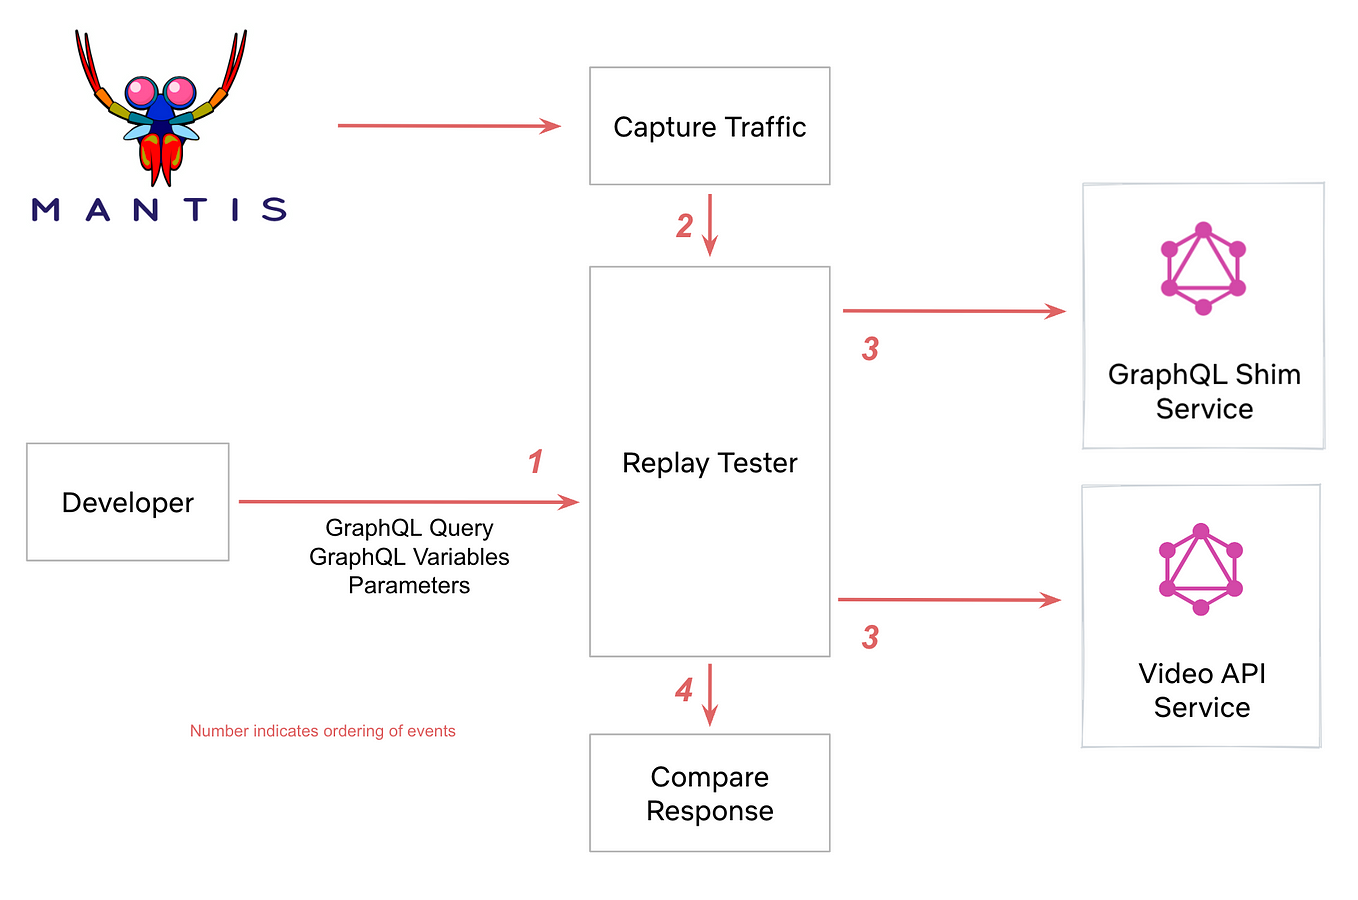 MANTIS
Capture Traffic
2
3
GraphQL Shim
Service
1
Replay Tester
Developer
GraphQL Query
GraphQL Variables
Parameters
3
Video API
Service
4
Number indicates ordering of events
Compare
Response